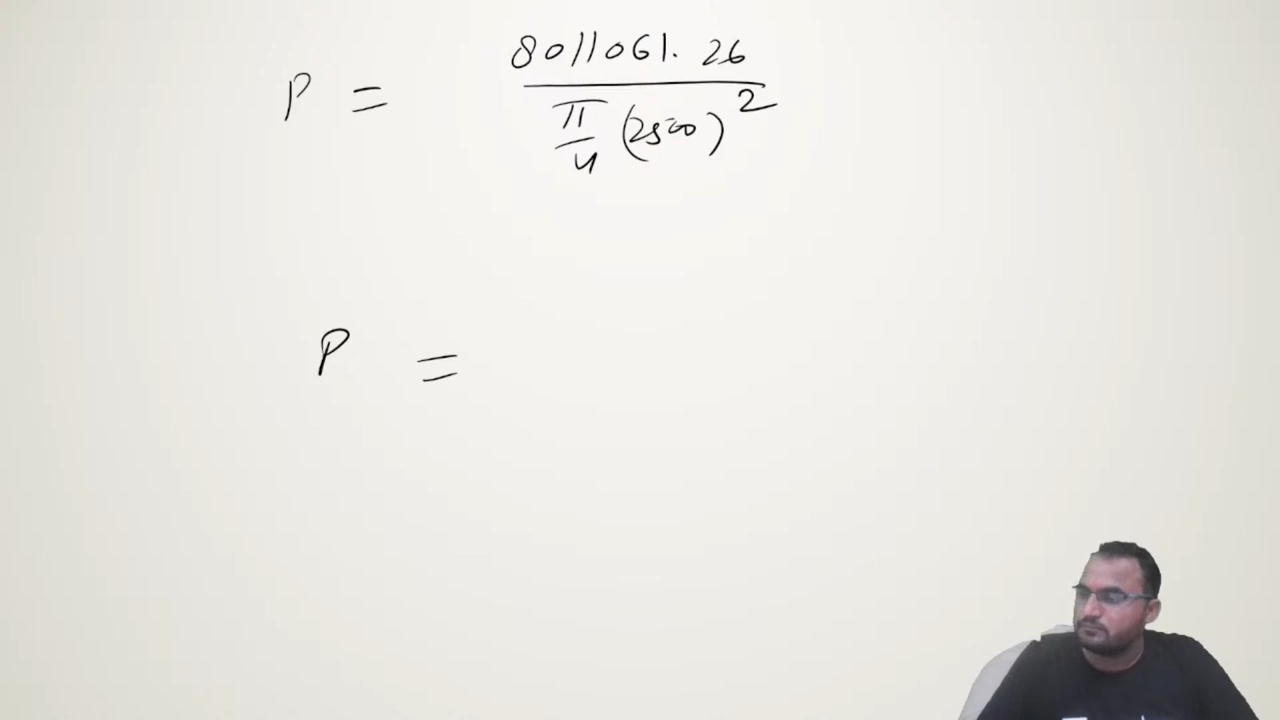 P = 8011061.26
π/4 (2500)²
P =